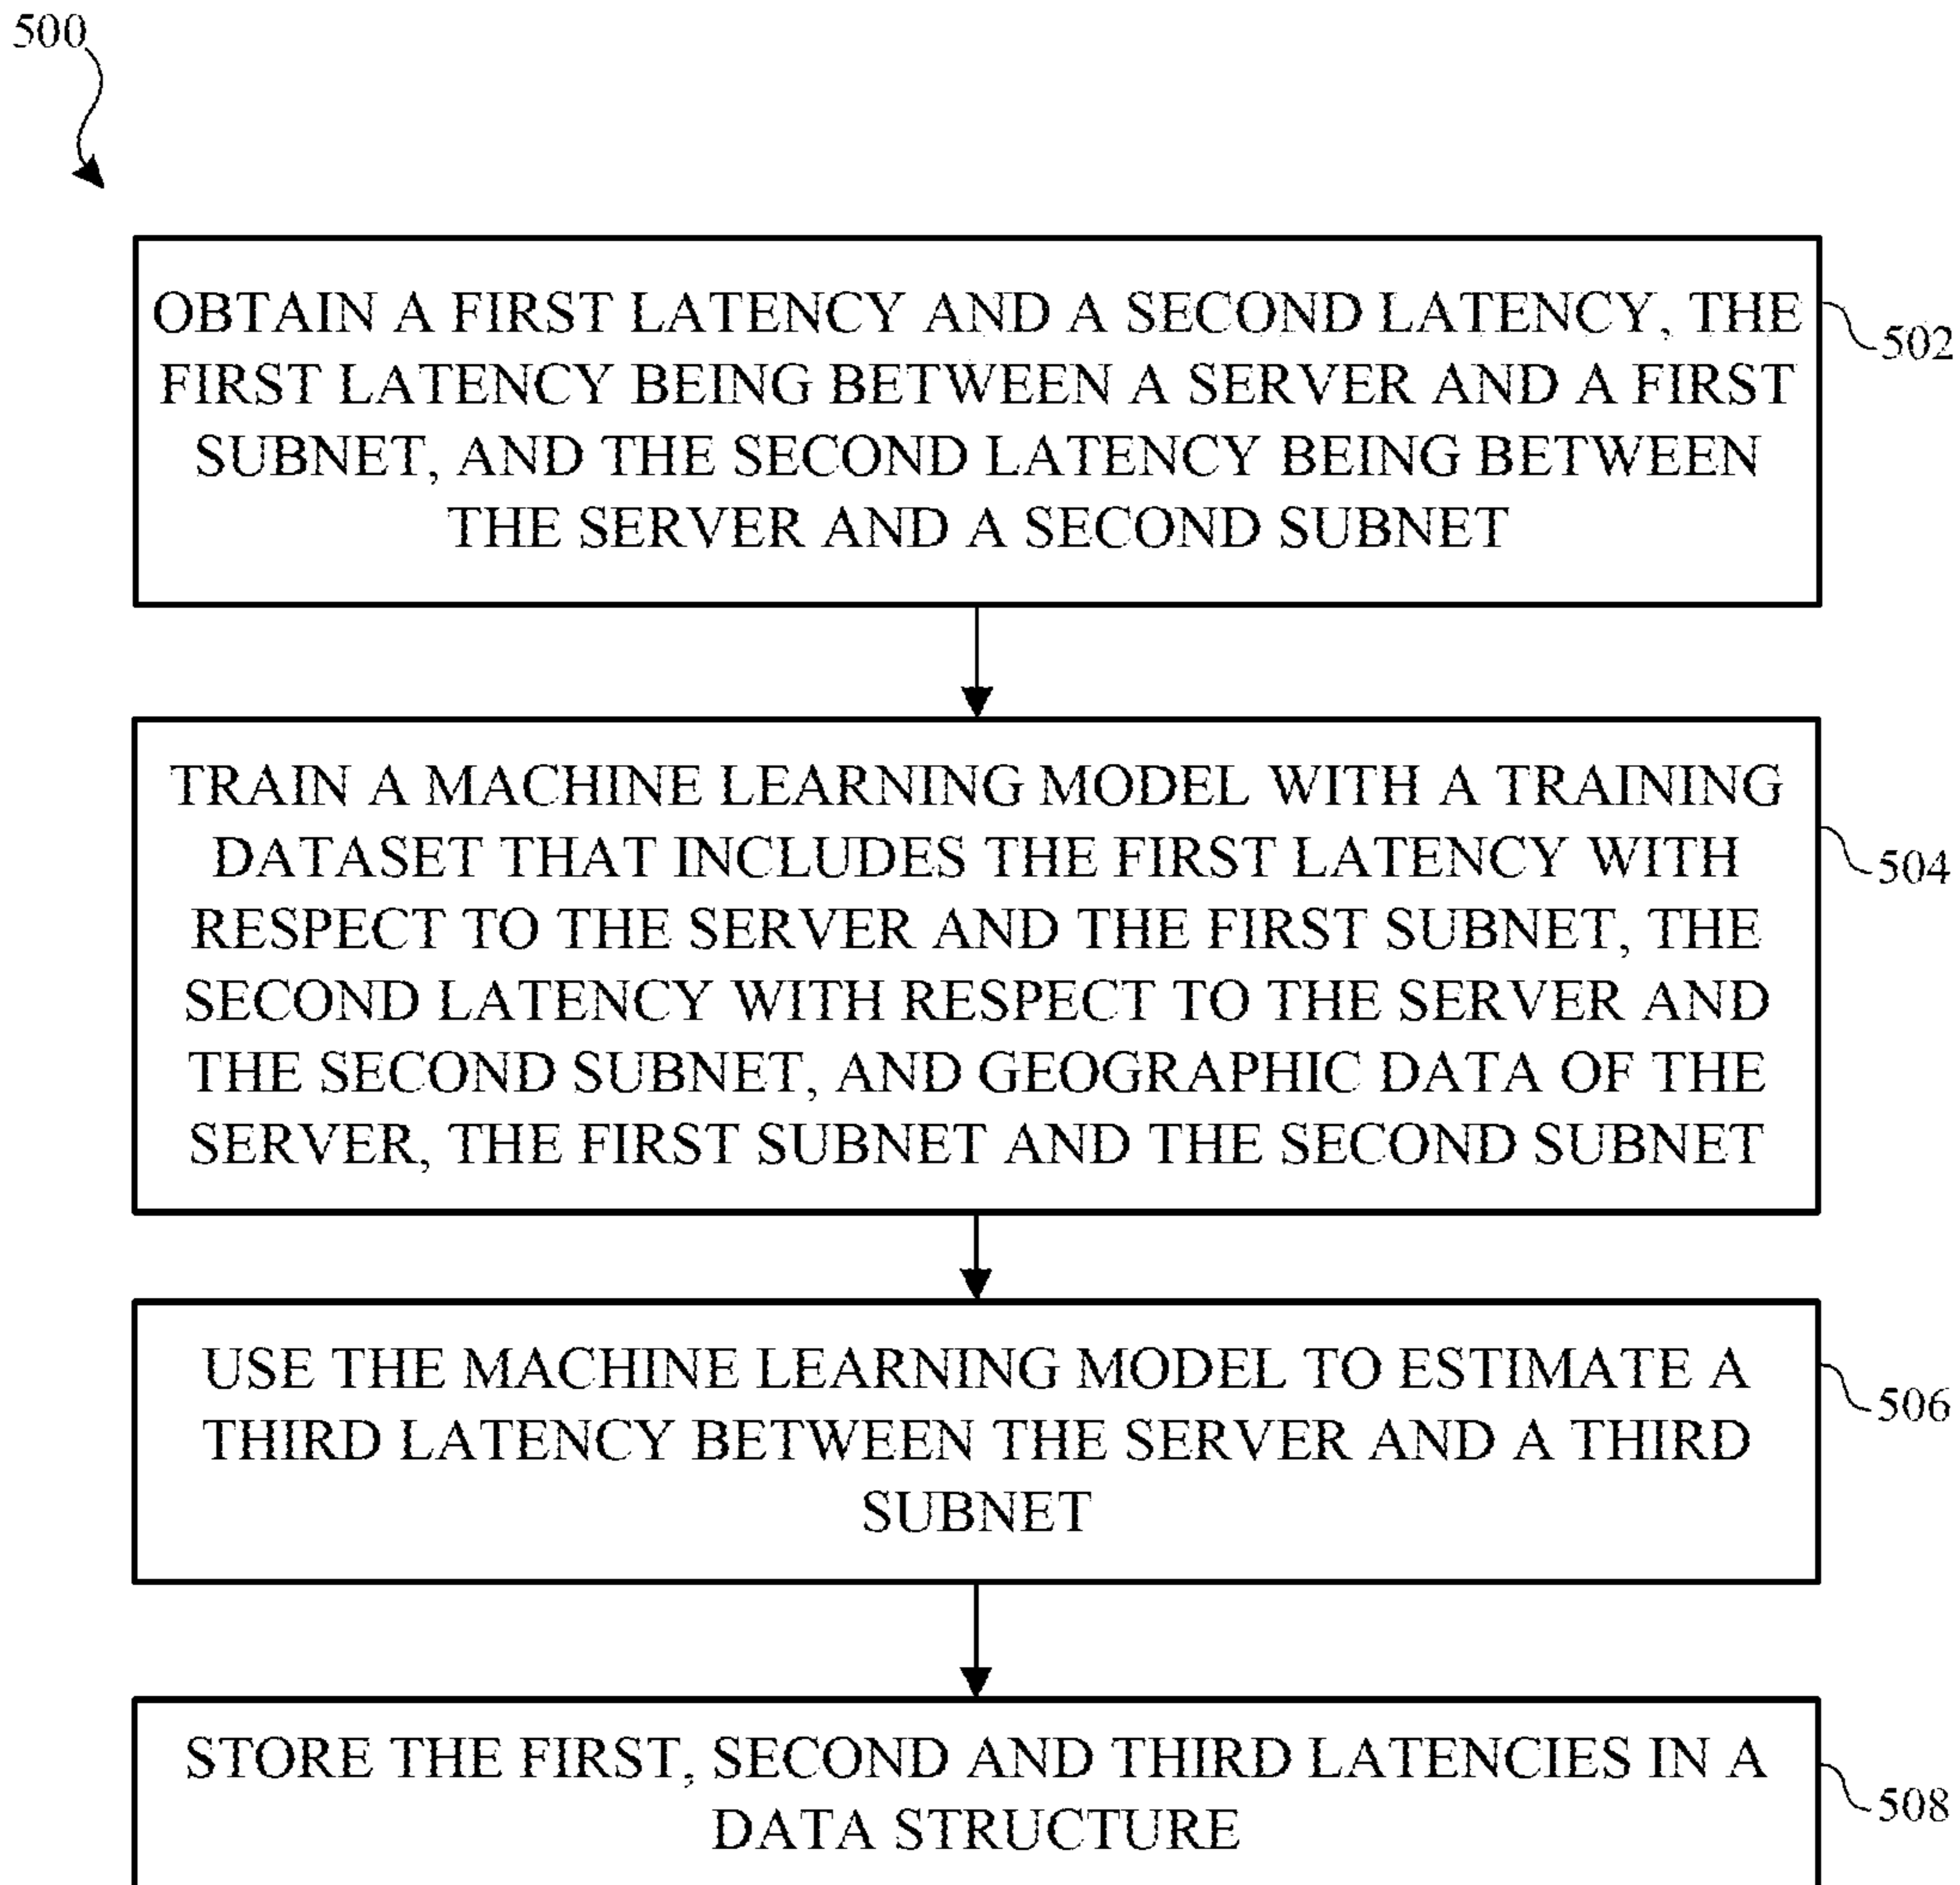 500
OBTAIN A FIRST LATENCY AND A SECOND LATENCY, THE
FIRST LATENCY BEING BETWEEN A SERVER AND A FIRST
SUBNET, AND THE SECOND LATENCY BEING BETWEEN
THE SERVER AND A SECOND SUBNET
502
TRAIN A MACHINE LEARNING MODEL WITH A TRAINING
DATASET THAT INCLUDES THE FIRST LATENCY WITH
RESPECT TO THE SERVER AND THE FIRST SUBNET, THE
SECOND LATENCY WITH RESPECT TO THE SERVER AND
THE SECOND SUBNET, AND GEOGRAPHIC DATA OF THE
SERVER, THE FIRST SUBNET AND THE SECOND SUBNET
504
USE THE MACHINE LEARNING MODEL TO ESTIMATE A
THIRD LATENCY BETWEEN THE SERVER AND A THIRD
SUBNET
506
STORE THE FIRST, SECOND AND THIRD LATENCIES IN A
DATA STRUCTURE
508